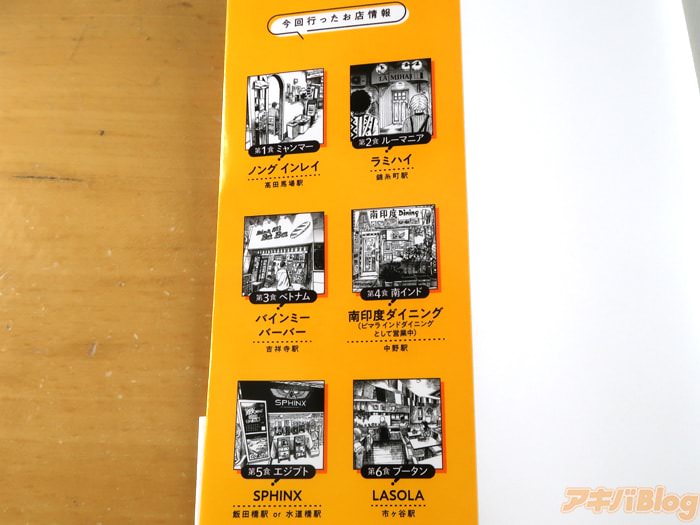 今回行ったお店情報
LA MIHAI
第1食 ミャンマー
ノング インレイ
高田馬場駅
第2食 ルーマニア
ラミハイ
錦糸町駅
第3食 ベトナム
バインミー
バーバー
吉祥寺駅
南印度Dining
第4食 南インド
南印度ダイニング
(ビマラインドダイニング
として営業中)
中野駅
SPHINX
第5食 エジプト
SPHINX
飯田橋駅 or 水道橋駅
第6食 ブータン
LASOLA
市ヶ谷駅
アキバBlog